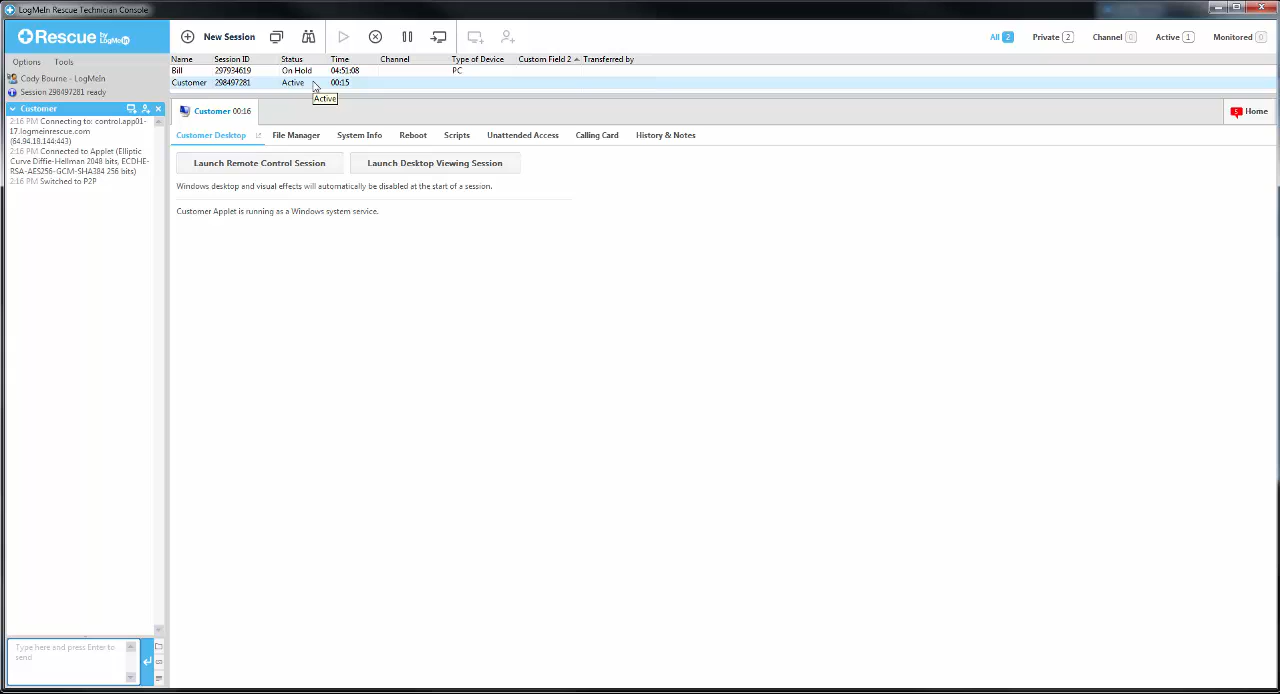 LogMeIn Rescue Technician Console
Rescue by LogMeIn
New Session
All 2
Private 2
Channel 0
Active 1
Monitored 0
Options Tools
Cody Bourne - LogMeIn
Session 298497281 ready
Name Session ID Status Time Channel Type of Device Custom Field 2 Transferred by
Bill 297934619 On Hold 04:51:08 PC
Customer 298497281 Active 00:15
Active
Customer
2:16 PM Connecting to: control.app01-
17.logmeinrescue.com
(64.94.18.144:443)
2:16 PM Connected to Applet (Elliptic
Curve Diffie-Hellman 2048 bits, ECDHE-
RSA-AES256-GCM-SHA384 256 bits)
2:16 PM Switched to P2P
Customer 00:16
5 Home
Customer Desktop File Manager System Info Reboot Scripts Unattended Access Calling Card History & Notes
Launch Remote Control Session Launch Desktop Viewing Session
Windows desktop and visual effects will automatically be disabled at the start of a session.
Customer Applet is running as a Windows system service.
Type here and press Enter to
send